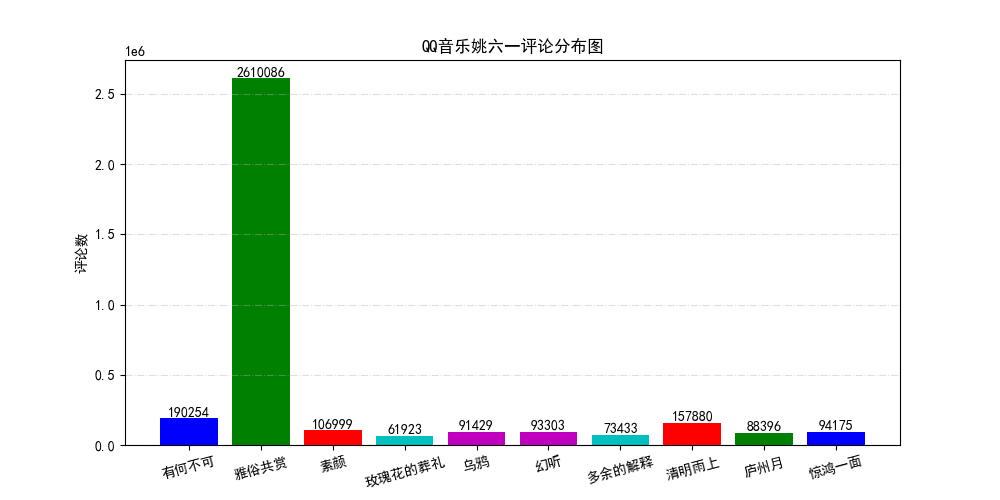 QQ音乐姚六一评论分布图
1e6
评论数
2.5
2.0
1.5
1.0
0.5
0.0
190254
2610086
106999
61923
91429
93303
73433
157880
88396
94175
有何不可
雅俗共赏
素颜
玫瑰花的葬礼
乌鸦
幻听
多余的解释
清明雨上
庐州月
惊鸿一面